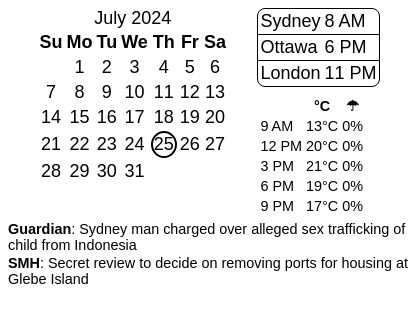 July 2024
Su Mo Tu We Th Fr Sa
1 2 3 4 5 6
7 8 9 10 11 12 13
14 15 16 17 18 19 20
21 22 23 24 25 26 27
28 29 30 31
Sydney 8 AM
Ottawa 6 PM
London 11 PM
°C ☂
9 AM 13°C 0%
12 PM 20°C 0%
3 PM 21°C 0%
6 PM 19°C 0%
9 PM 17°C 0%
Guardian: Sydney man charged over alleged sex trafficking of
child from Indonesia
SMH: Secret review to decide on removing ports for housing at
Glebe Island